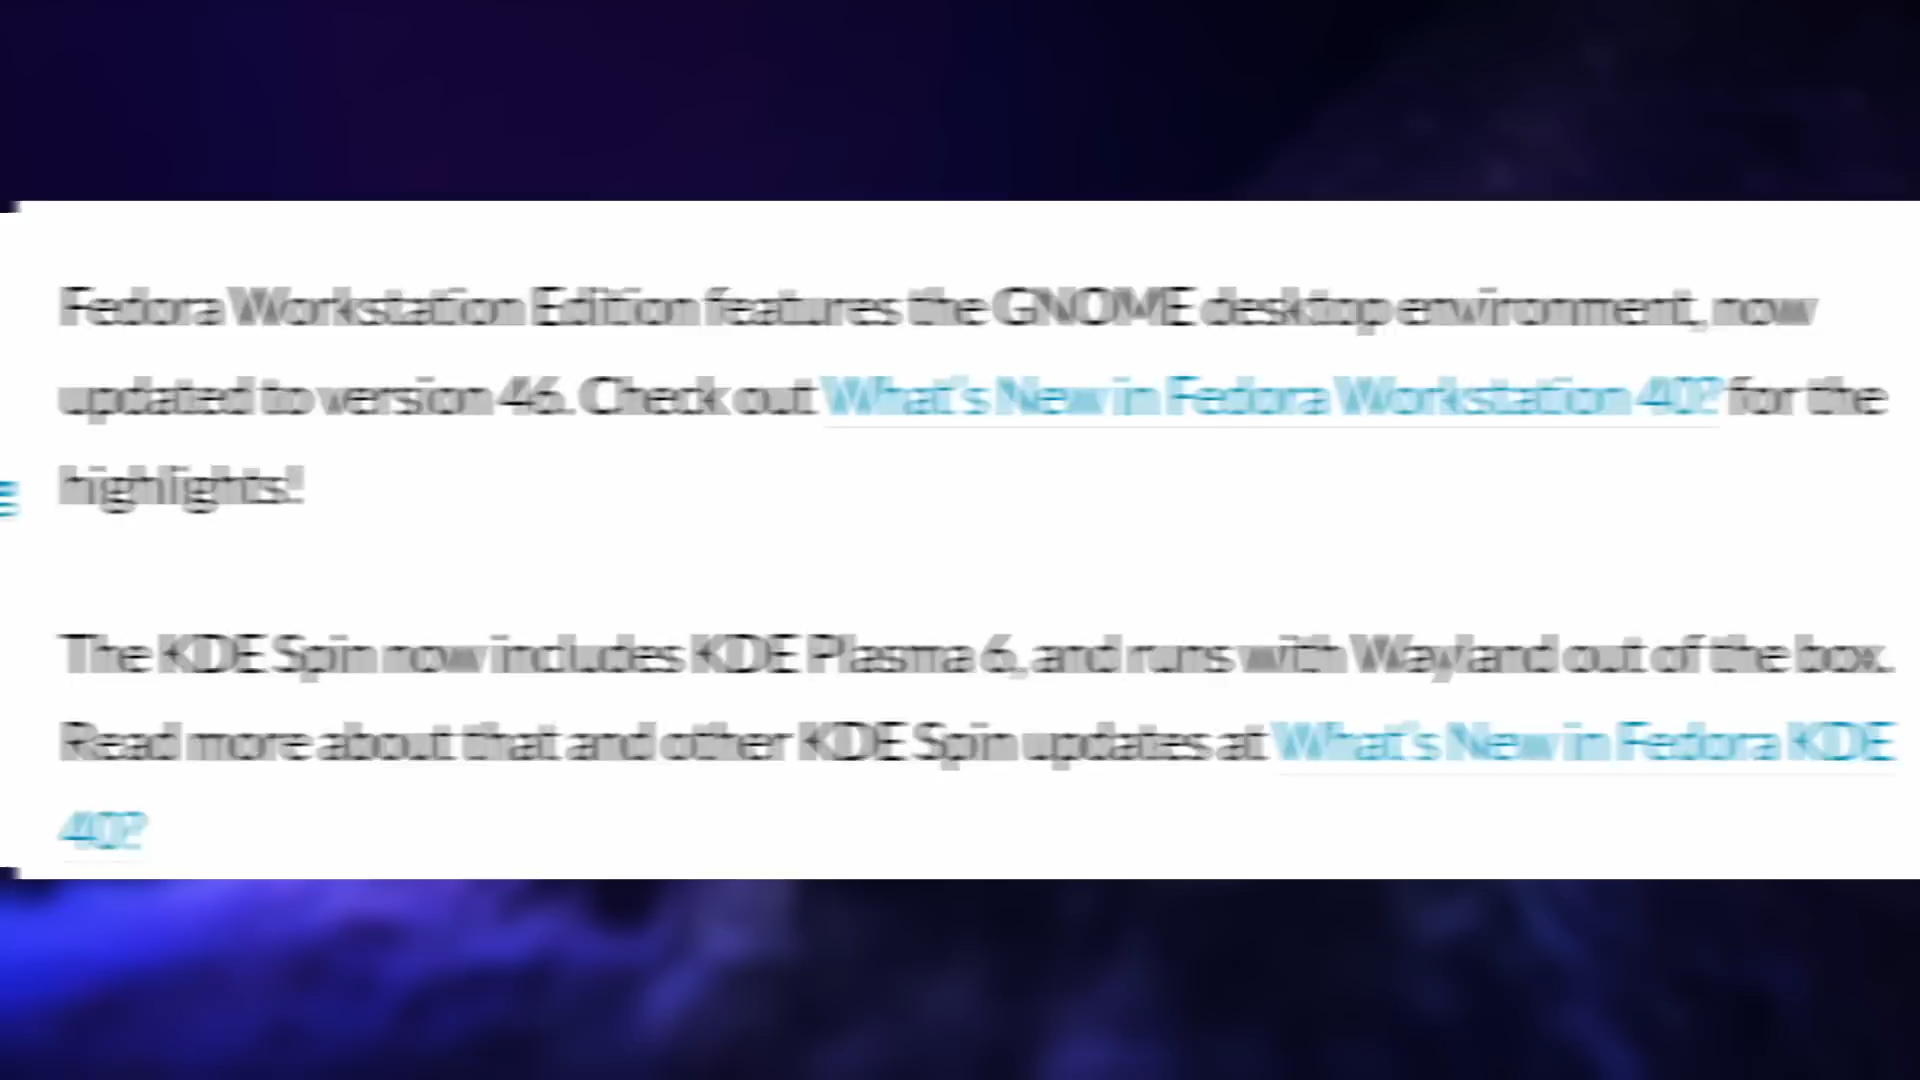 Fedora Workstation Edition features the GNOME desktop environment, now
updated to version 46. Check out What's New in Fedora Workstation 40? for the
highlights!
The KDE Spin now includes KDE Plasma 6, and runs with Wayland out of the box.
Read more about that and other KDE Spin updates at What's New in Fedora KDE
40?